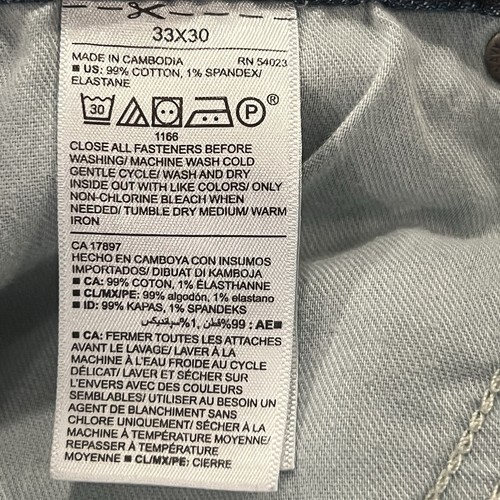 33X30
MADE IN CAMBODIA RN 54023
■ US: 99% COTTON, 1% SPANDEX/
ELASTANE
30 P ®
1166
CLOSE ALL FASTENERS BEFORE
WASHING/ MACHINE WASH COLD
GENTLE CYCLE/ WASH AND DRY
INSIDE OUT WITH LIKE COLORS/ ONLY
NON-CHLORINE BLEACH WHEN
NEEDED/ TUMBLE DRY MEDIUM/ WARM
IRON
CA 17897
HECHO EN CAMBOYA CON INSUMOS
IMPORTADOS/ DIBUAT DI KAMBOJA
■ CA: 99% COTON, 1% ÉLASTHANNE
■ CL/MX/PE: 99% algodón, 1% elastano
■ ID: 99% KAPAS, 1% SPANDEKS
■ AE: 99% قطن, 1% سبانديكس
■ CA: FERMER TOUTES LES ATTACHES
AVANT LE LAVAGE/ LAVER À LA
MACHINE À L'EAU FROIDE AU CYCLE
DÉLICAT/ LAVER ET SÉCHER SUR
L'ENVERS AVEC DES COULEURS
SEMBLABLES/ UTILISER AU BESOIN UN
AGENT DE BLANCHIMENT SANS
CHLORE UNIQUEMENT/ SÉCHER À LA
MACHINE À TEMPÉRATURE MOYENNE/
REPASSER À TEMPÉRATURE
MOYENNE ■ CL/MX/PE: CIERRE